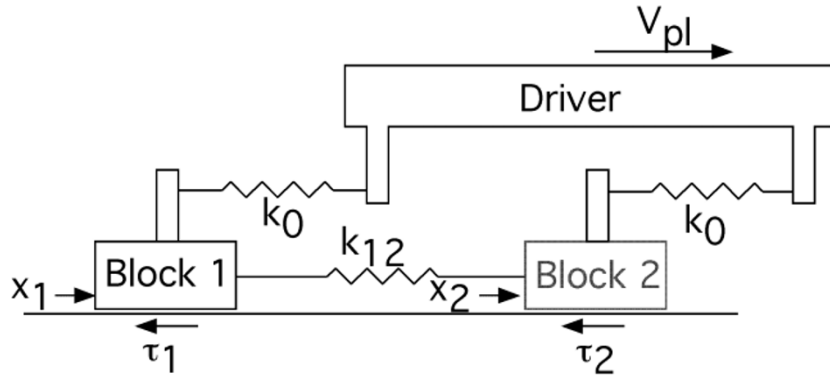 Vpl
Driver
k0
k0
k12
Block 1
Block 2
x1
x2
τ1
τ2